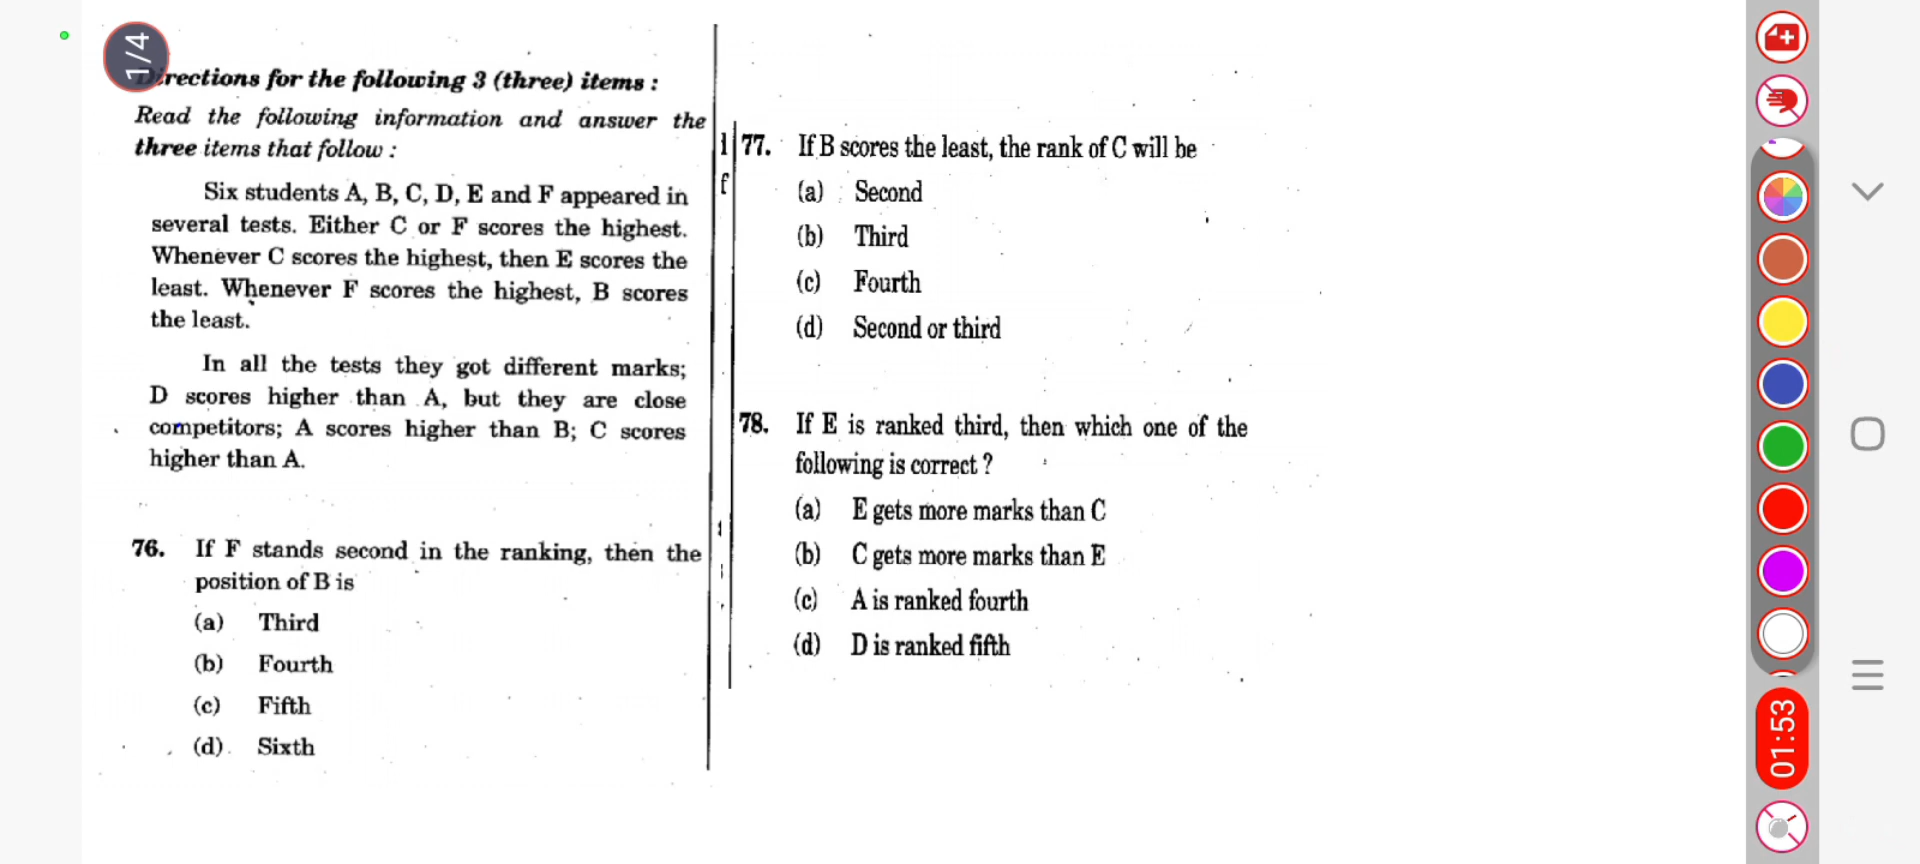 1/4
Directions for the following 3 (three) items :
Read the following information and answer the
three items that follow :
Six students A, B, C, D, E and F appeared in
several tests. Either C or F scores the highest.
Whenever C scores the highest, then E scores the
least. Whenever F scores the highest, B scores
the least.
In all the tests they got different marks;
D scores higher than A, but they are close
competitors; A scores higher than B; C scores
higher than A.
76. If F stands second in the ranking, then the
position of B is
(a) Third
(b) Fourth
(c) Fifth
(d) Sixth
77. If B scores the least, the rank of C will be
(a) Second
(b) Third
(c) Fourth
(d) Second or third
78. If E is ranked third, then which one of the
following is correct ?
(a) E gets more marks than C
(b) C gets more marks than E
(c) A is ranked fourth
(d) D is ranked fifth
01:53